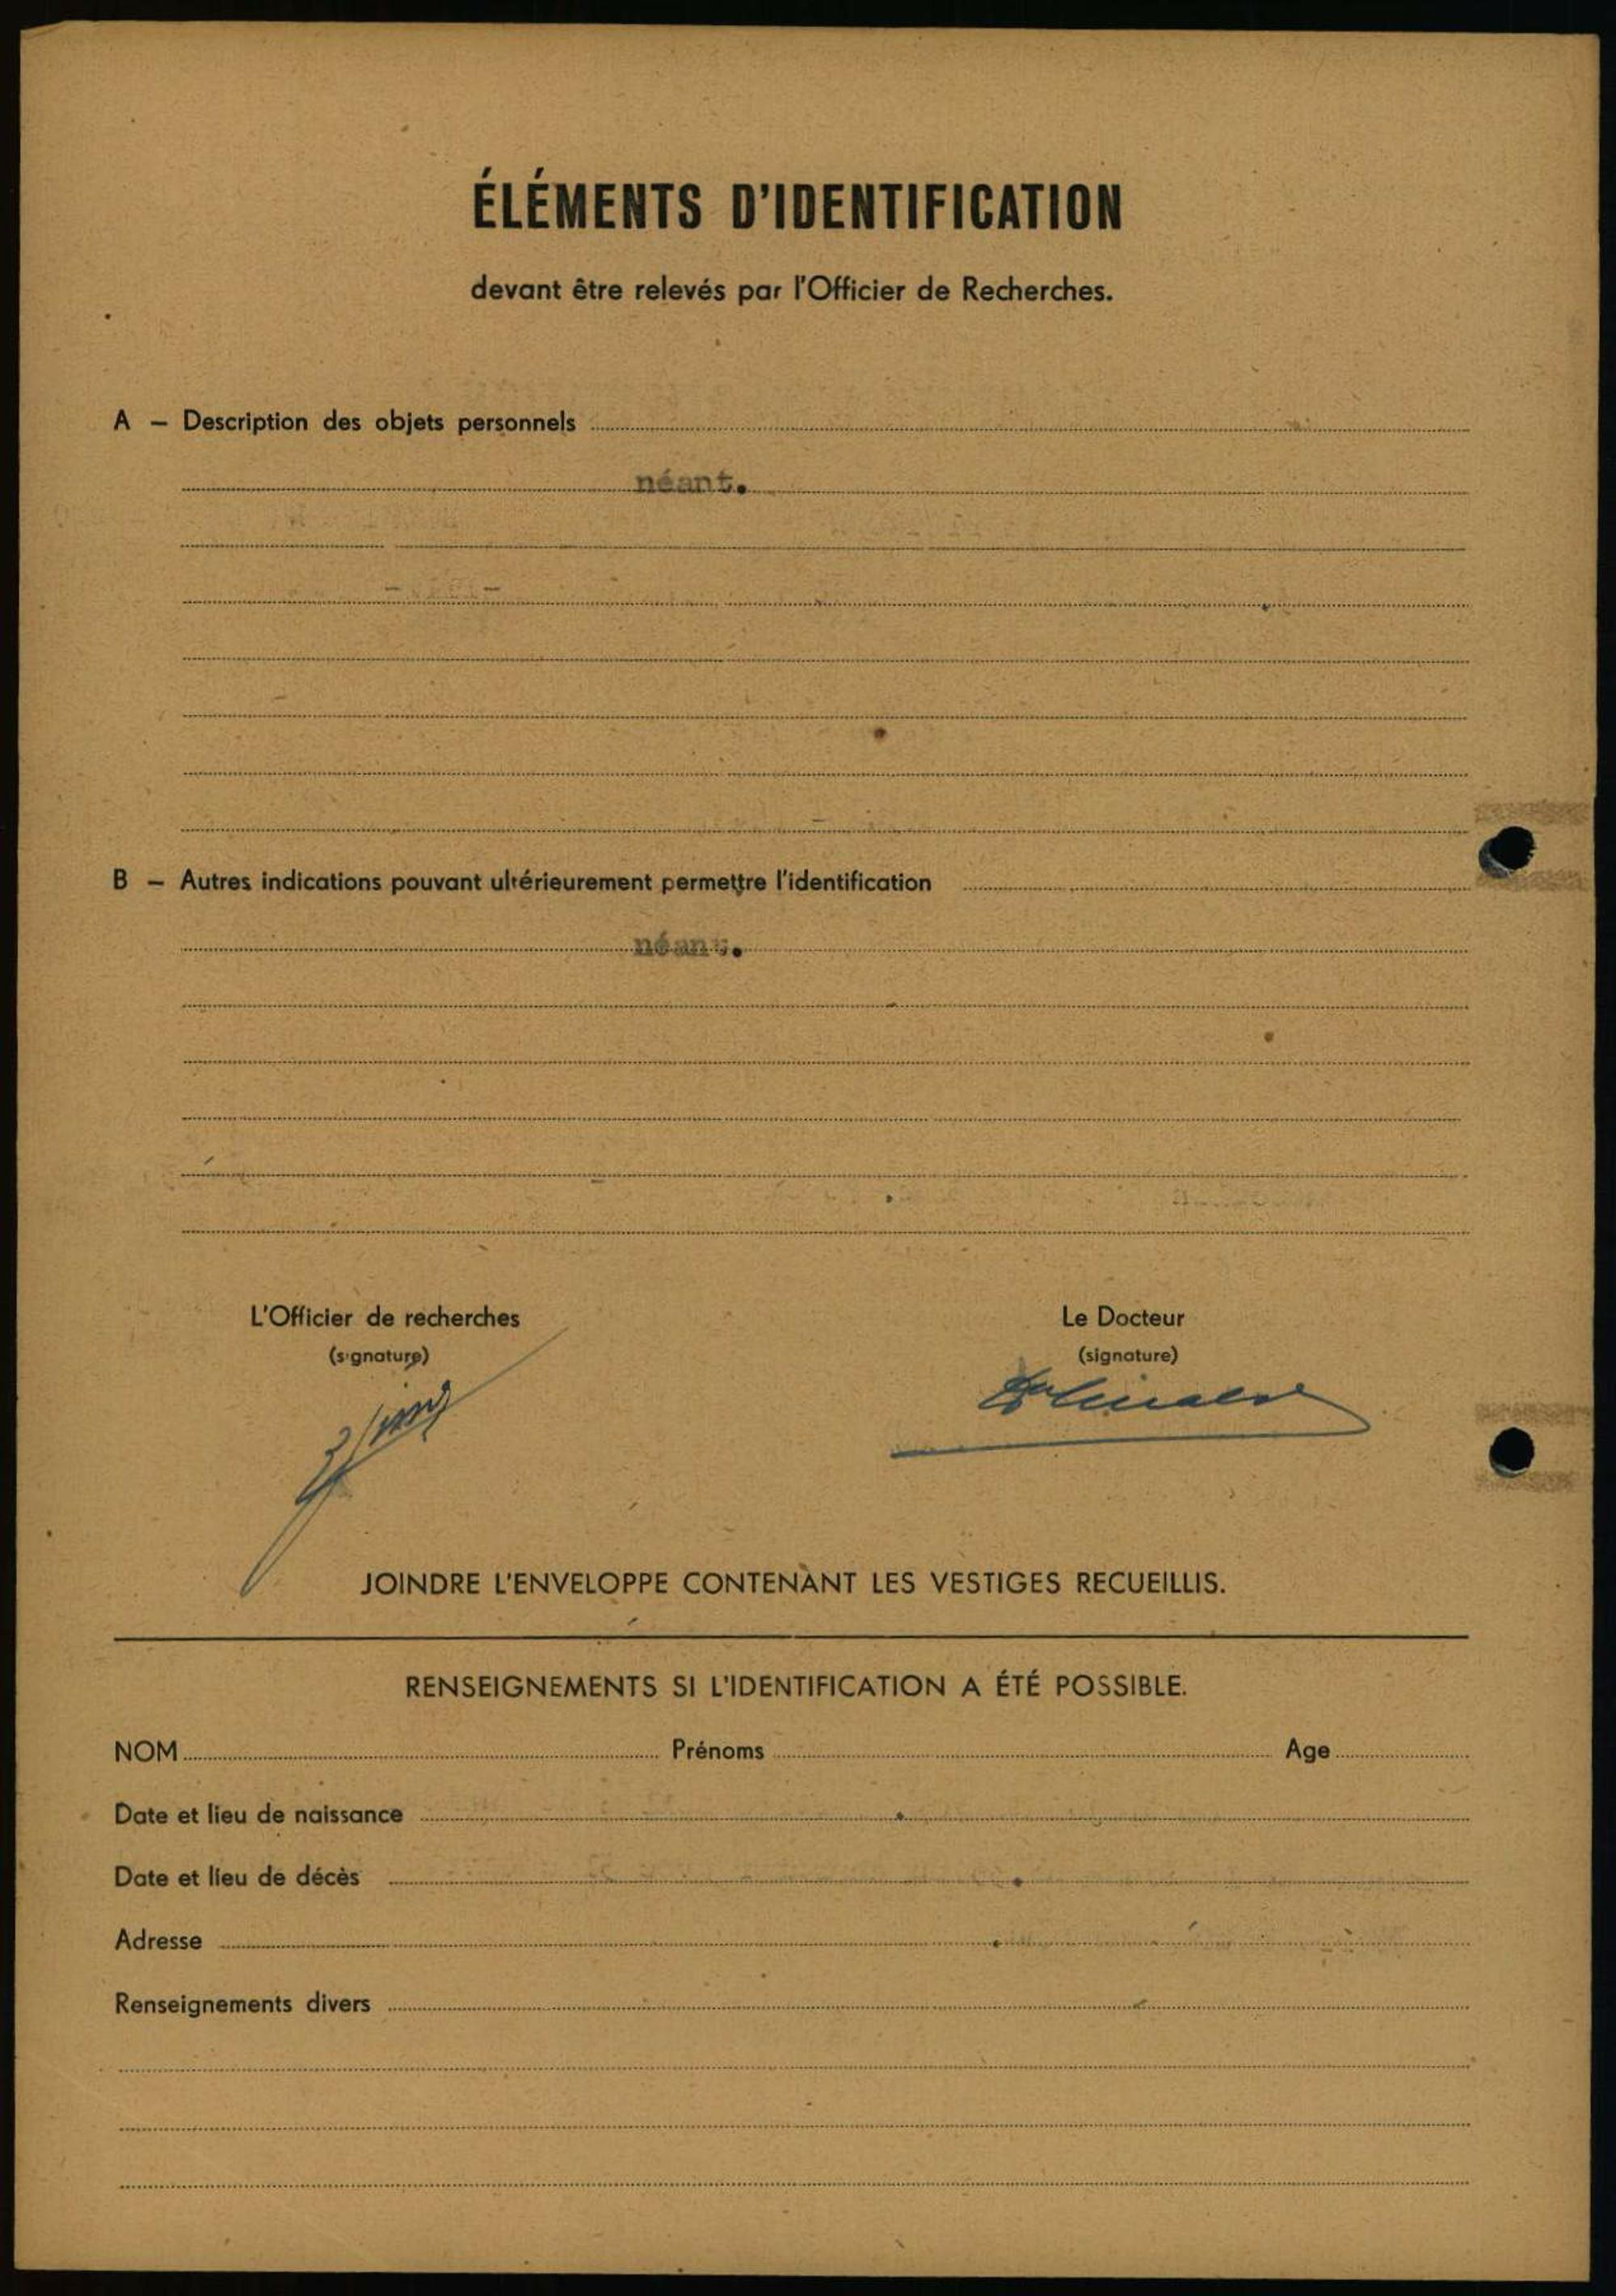 ÉLÉMENTS D'IDENTIFICATION
devant être relevés par l'Officier de Recherches.
A – Description des objets personnels
néant.
B – Autres indications pouvant ultérieurement permettre l'identification
néant.
L'Officier de recherches
(signature)
Le Docteur
(signature)
JOINDRE L'ENVELOPPE CONTENANT LES VESTIGES RECUEILLIS.
RENSEIGNEMENTS SI L'IDENTIFICATION A ÉTÉ POSSIBLE.
NOM Prénoms Age
Date et lieu de naissance
Date et lieu de décès
Adresse
Renseignements divers